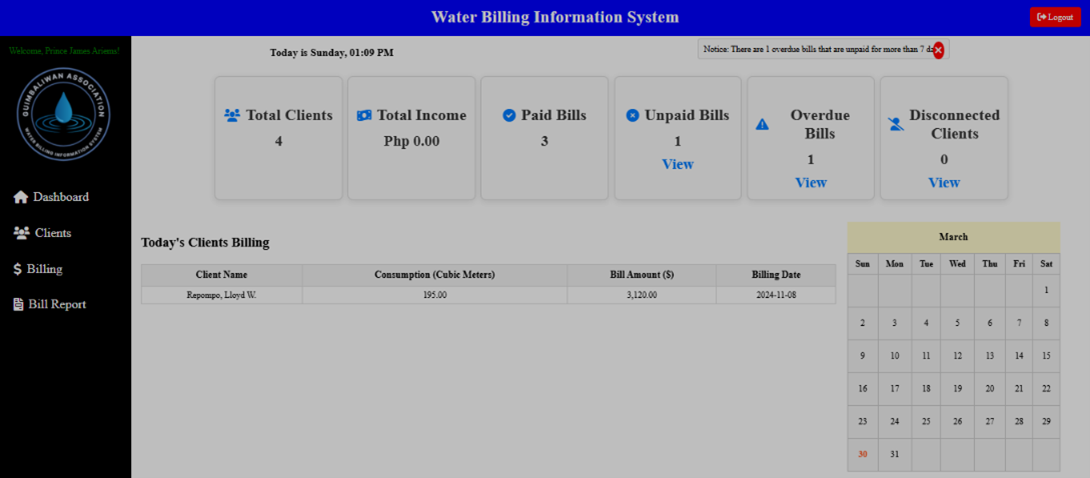 Water Billing Information System
Logout
Welcome, Prince James Ariems!
GUIMBALIWAN ASSOCIATION
WATER BILLING INFORMATION SYSTEM
Dashboard
Clients
Billing
Bill Report
Today is Sunday, 01:09 PM
Notice: There are 1 overdue bills that are unpaid for more than 7
Total Clients
4
Total Income
Php 0.00
Paid Bills
3
Unpaid Bills
1
View
Overdue
Bills
1
View
Disconnected
Clients
0
View
Today's Clients Billing
Client Name Consumption (Cubic Meters) Bill Amount ($) Billing Date
Repompo, Lloyd W. 195.00 3,120.00 2024-11-08
March
Sun Mon Tue Wed Thu Fri Sat
1
2 3 4 5 6 7 8
9 10 11 12 13 14 15
16 17 18 19 20 21 22
23 24 25 26 27 28 29
30 31